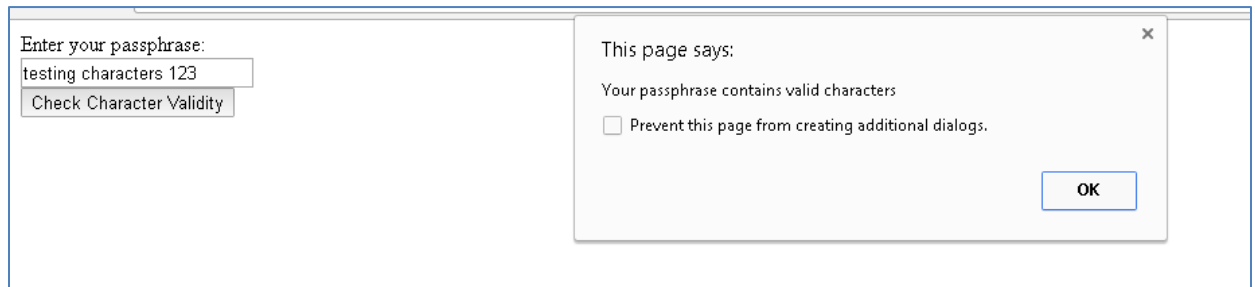 Enter your passphrase:
testing characters 123
Check Character Validity
This page says:
Your passphrase contains valid characters
Prevent this page from creating additional dialogs.
OK